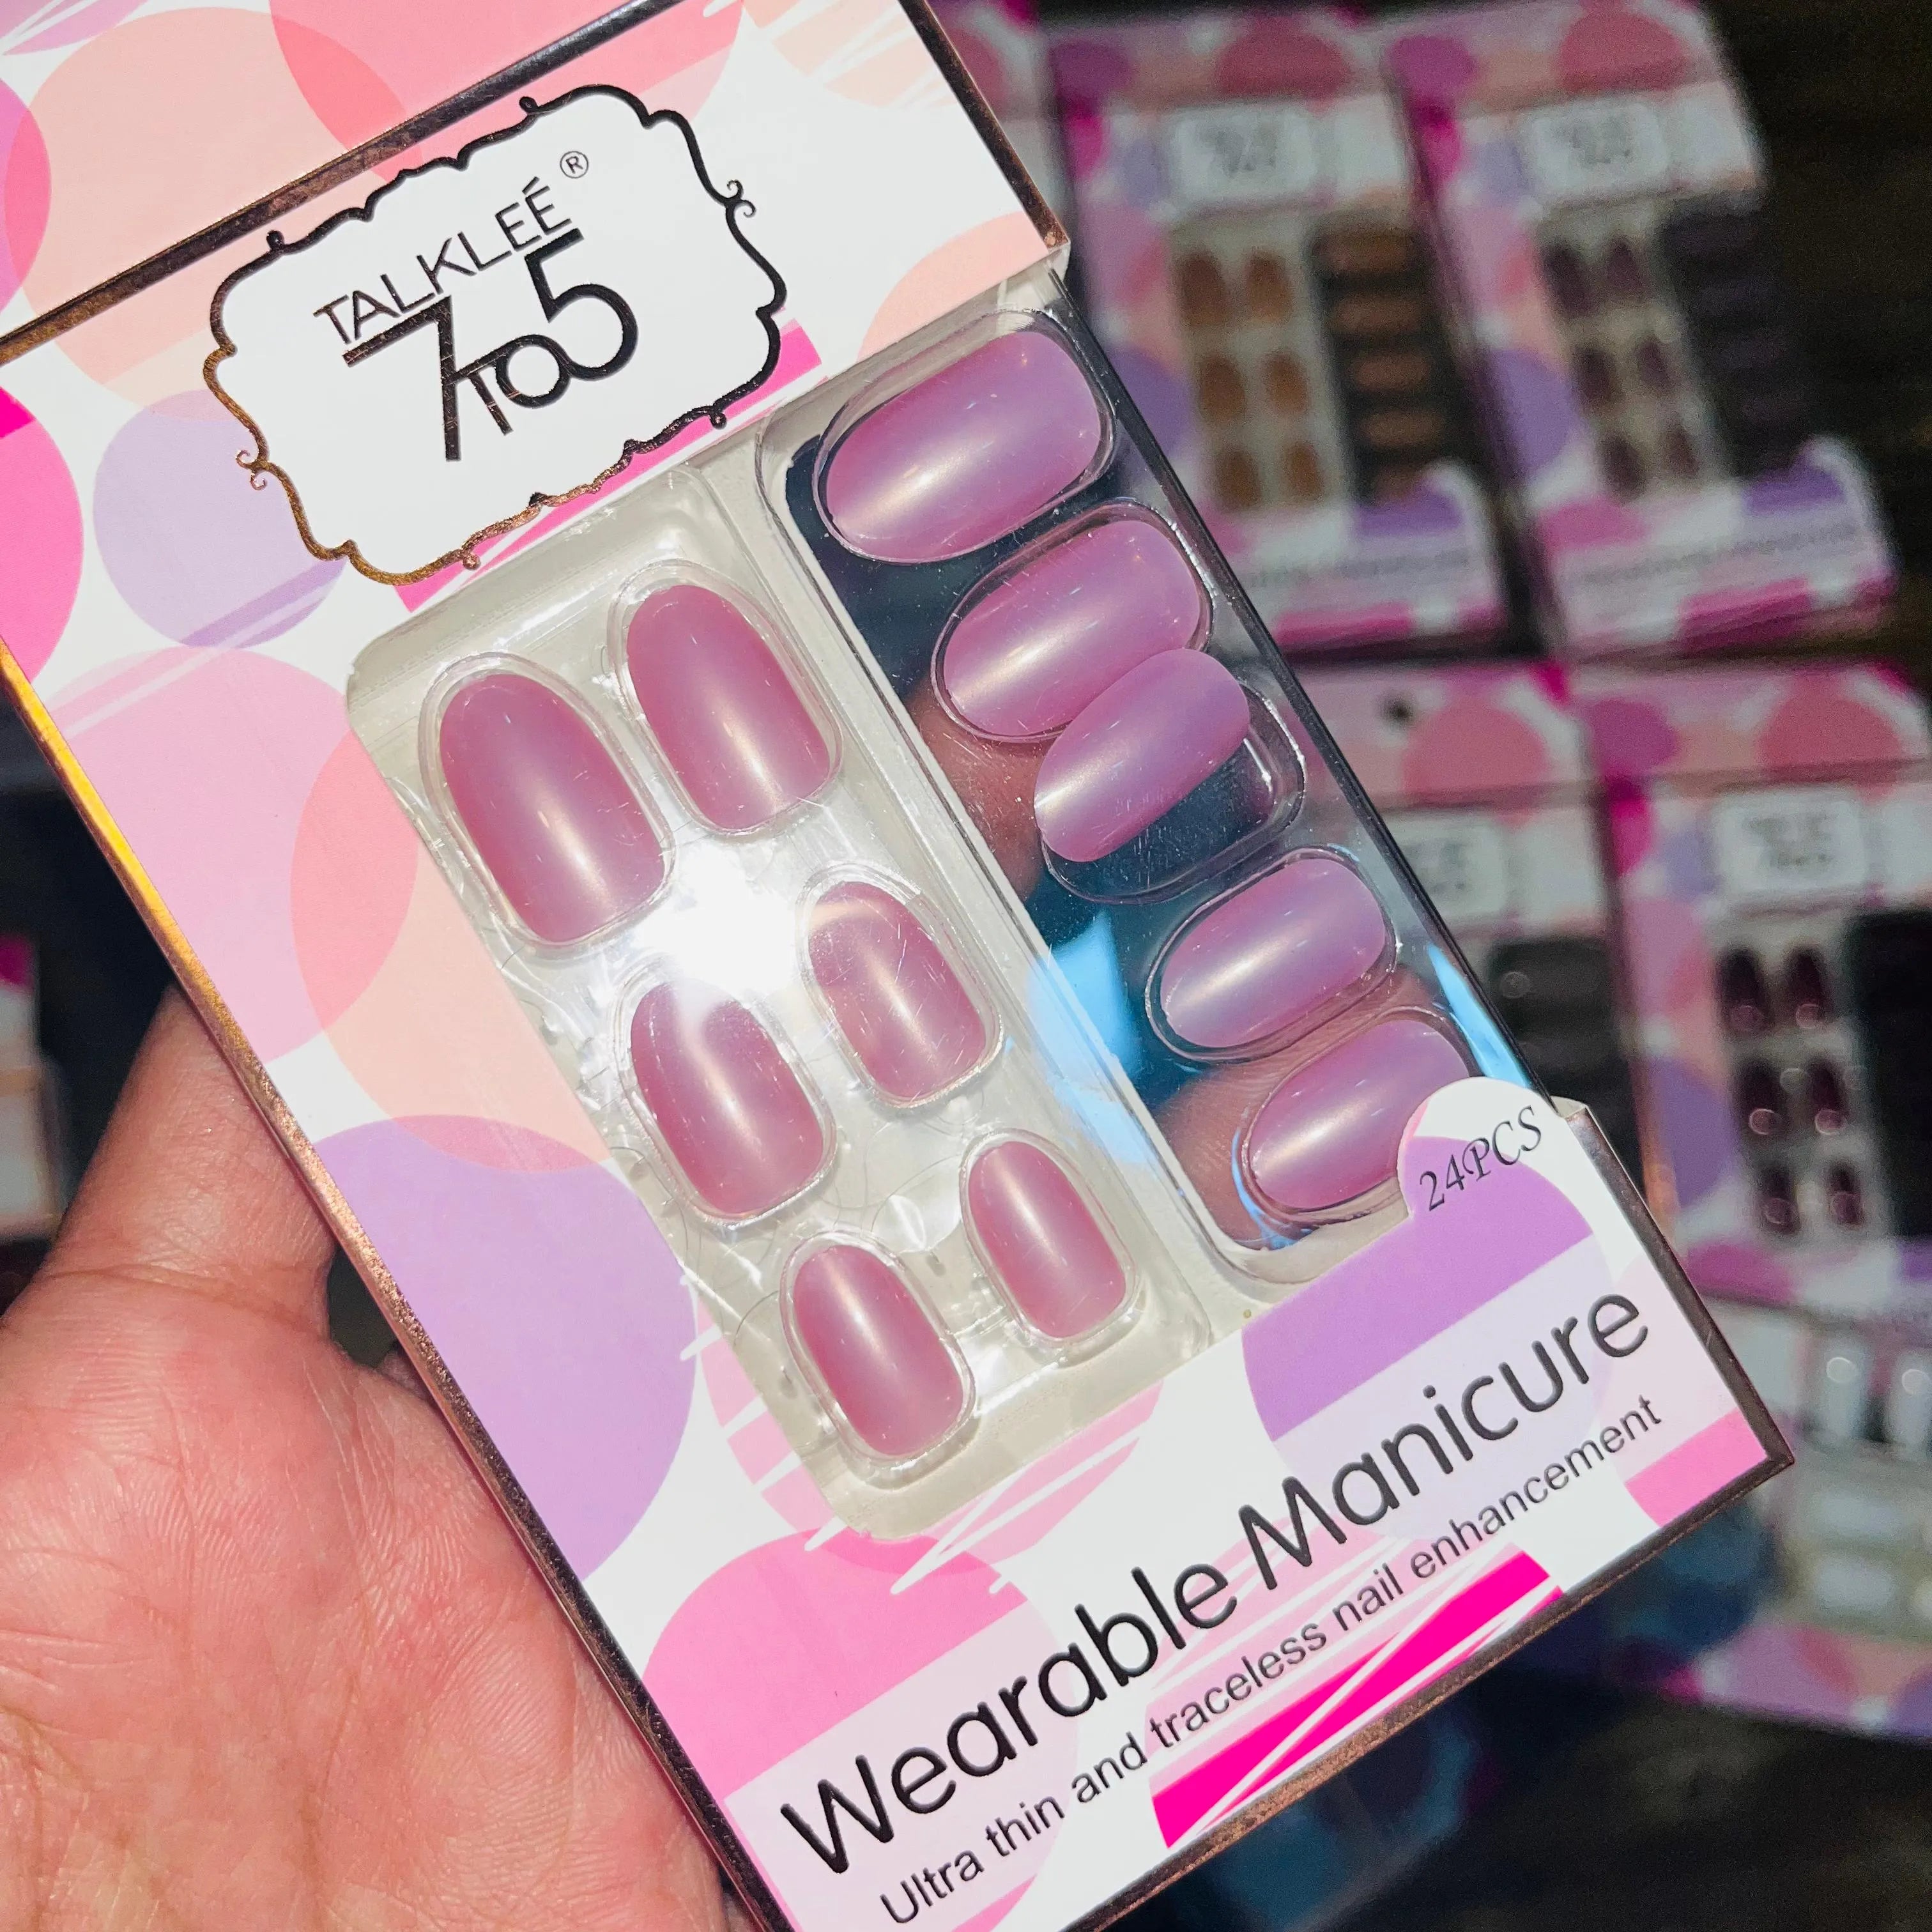 TALKLEÉ®
7TO5
24PCS
Wearable Manicure
Ultra thin and traceless nail enhancement